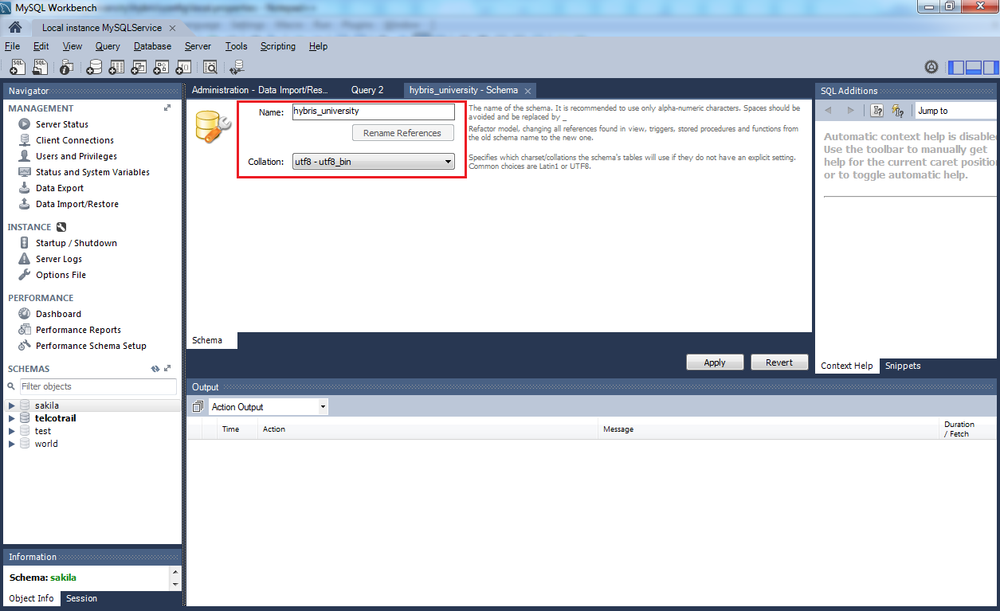 MySQL Workbench
Local instance MySQLService
File Edit View Query Database Server Tools Scripting Help
Navigator
MANAGEMENT
Server Status
Client Connections
Users and Privileges
Status and System Variables
Data Export
Data Import/Restore
INSTANCE
Startup / Shutdown
Server Logs
Options File
PERFORMANCE
Dashboard
Performance Reports
Performance Schema Setup
SCHEMAS
Filter objects
sakila
telcotrail
test
world
Information
Schema: sakila
Object Info Session
Administration - Data Import/Res... Query 2 hybris_university - Schema
Name: hybris_university
The name of the schema. It is recommended to use only alpha-numeric characters. Spaces should be
avoided and be replaced by _
Rename References
Refactor model, changing all references found in view, triggers, stored procedures and functions from
the old schema name to the new one.
Collation: utf8 - utf8_bin
Specifies which charset/collations the schema's tables will use if they do not have an explicit setting.
Common choices are Latin1 or UTF8.
Schema
Apply Revert
SQL Additions
Jump to
Automatic context help is disable
Use the toolbar to manually get
help for the current caret positio
or to toggle automatic help.
Context Help Snippets
Output
Action Output
Time Action Message Duration
/ Fetch